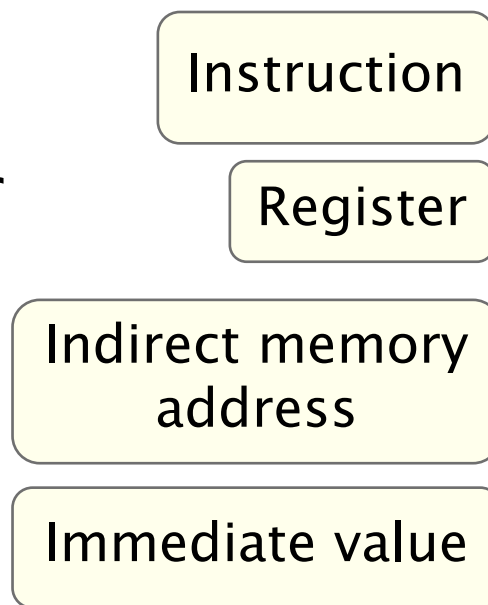 Instruction
Register
Indirect memory
address
Immediate value